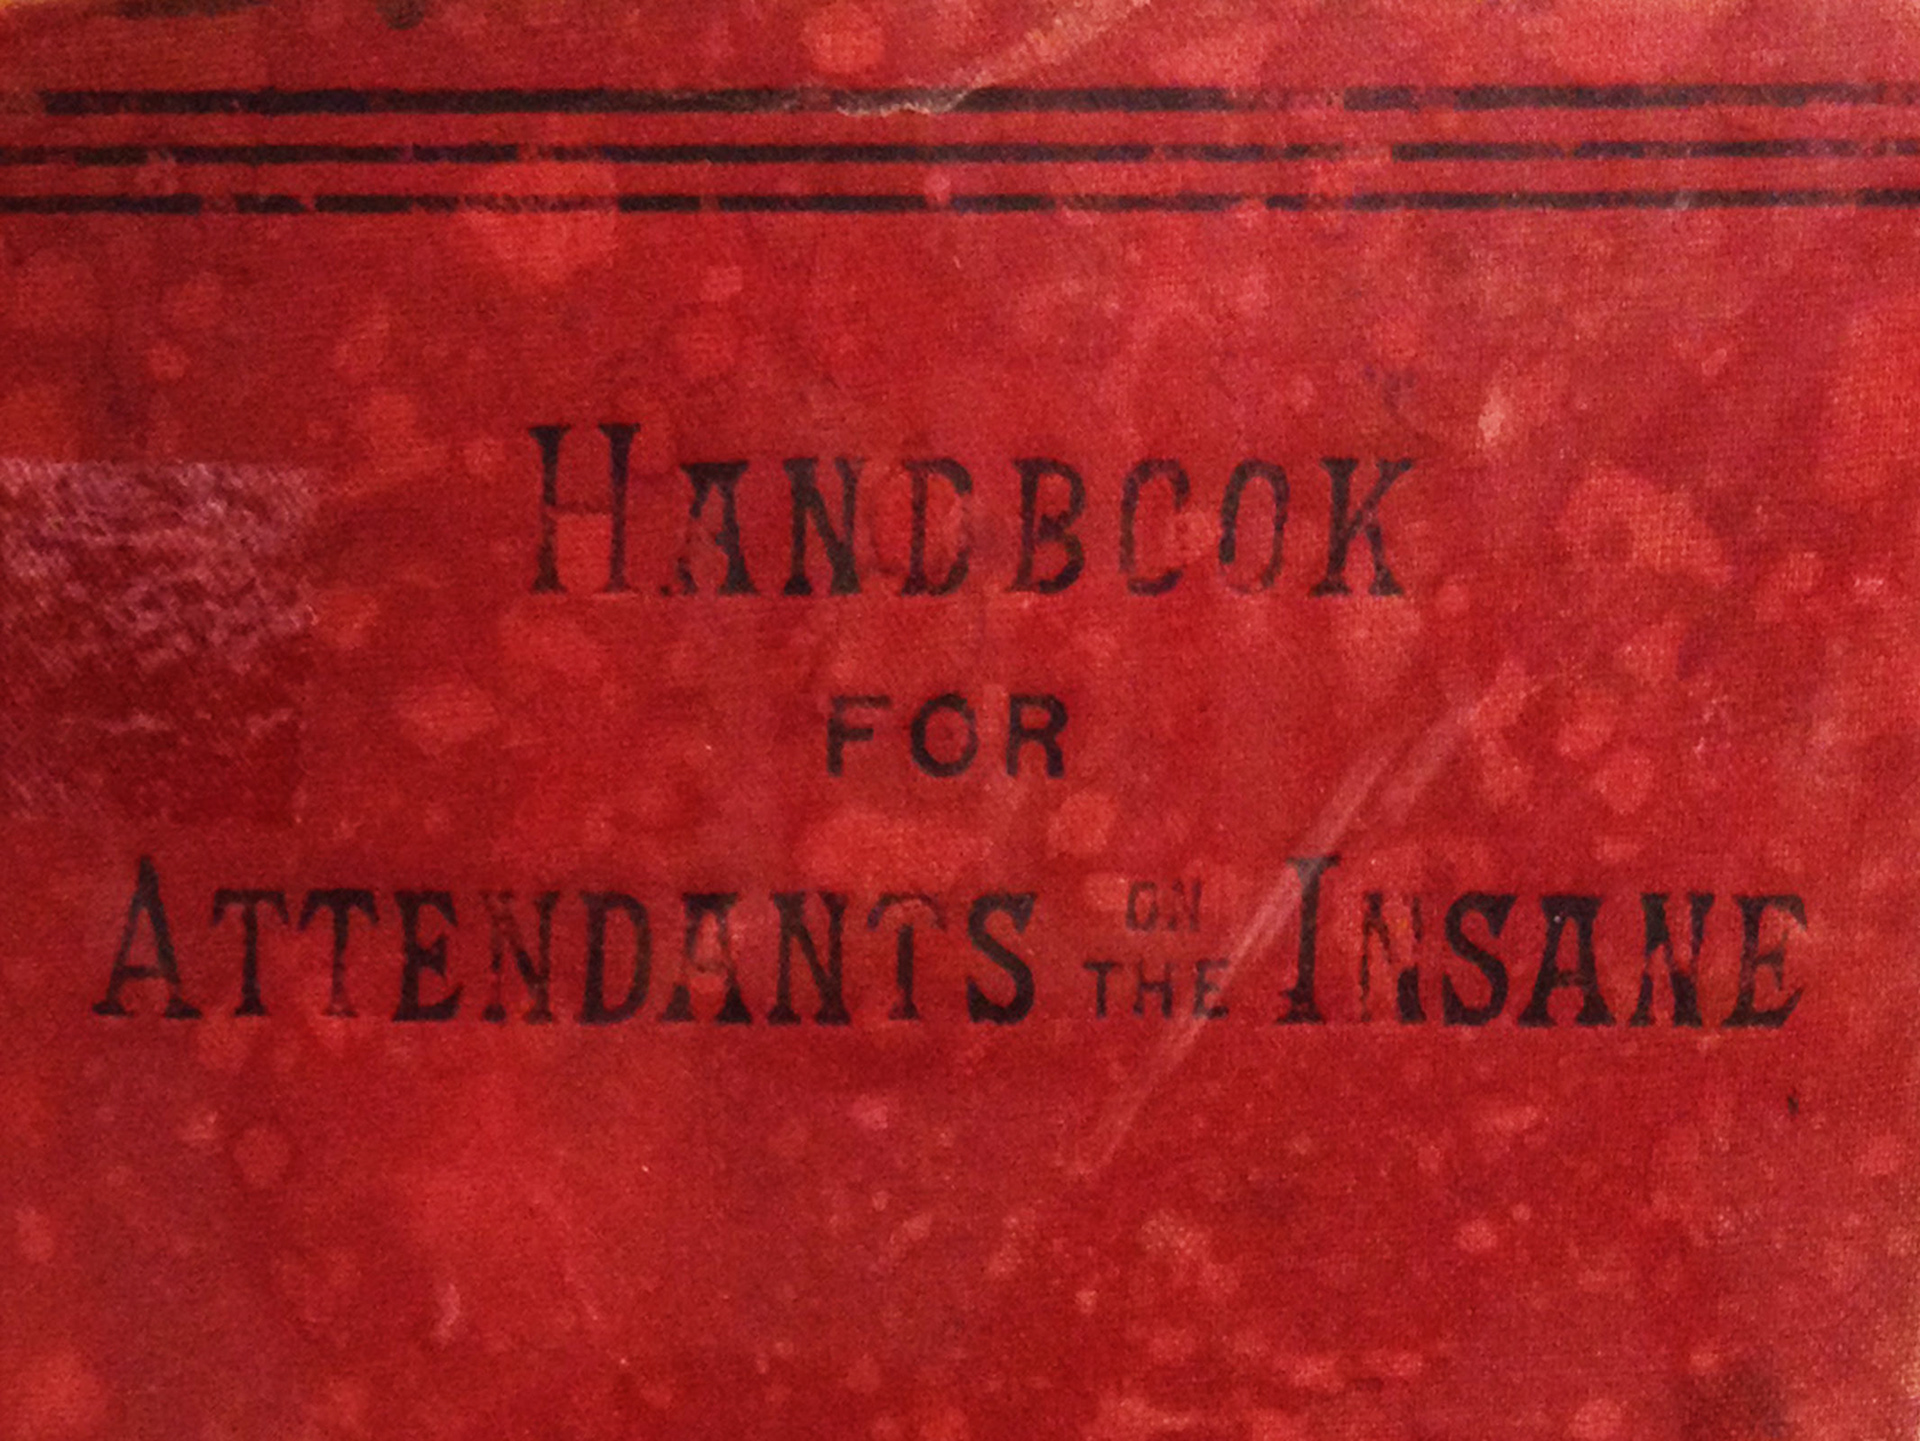 HANDBOOK
FOR
ATTENDANTS ON THE INSANE